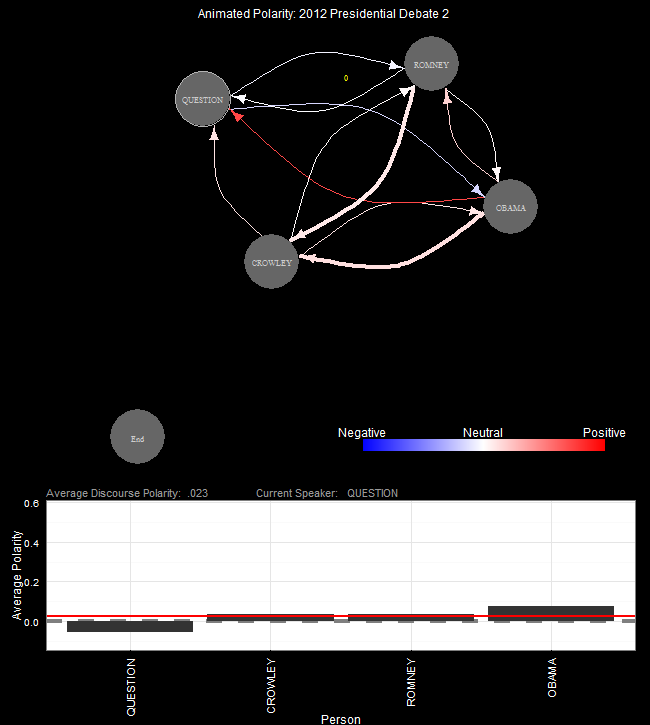 Animated Polarity: 2012 Presidential Debate 2
ROMNEY
0
QUESTION
OBAMA
CROWLEY
End
Negative Neutral Positive
Average Discourse Polarity: .023 Current Speaker: QUESTION
0.6
0.4
0.2
0.0
Average Polarity
QUESTION
CROWLEY
ROMNEY
OBAMA
Person